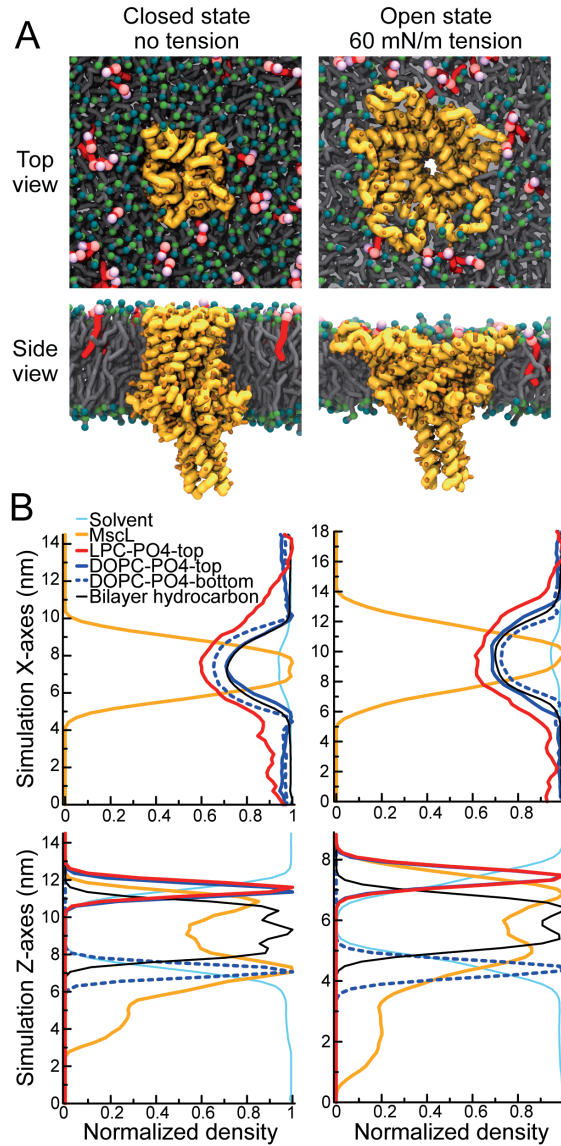 A
Closed state
no tension
Open state
60 mN/m tension
Top
view
Side
view
B
Solvent
MscL
LPC-PO4-top
DOPC-PO4-top
DOPC-PO4-bottom
Bilayer hydrocarbon
Simulation X-axes (nm)
14
12
10
8
6
4
2
0
0 0.2 0.4 0.6 0.8 1
18
16
14
12
10
8
6
4
2
0
0 0.2 0.4 0.6 0.8
Simulation Z-axes (nm)
14
12
10
8
6
4
2
0
0 0.2 0.4 0.6 0.8 1
Normalized density
8
6
4
2
0
0 0.2 0.4 0.6 0.8
Normalized density